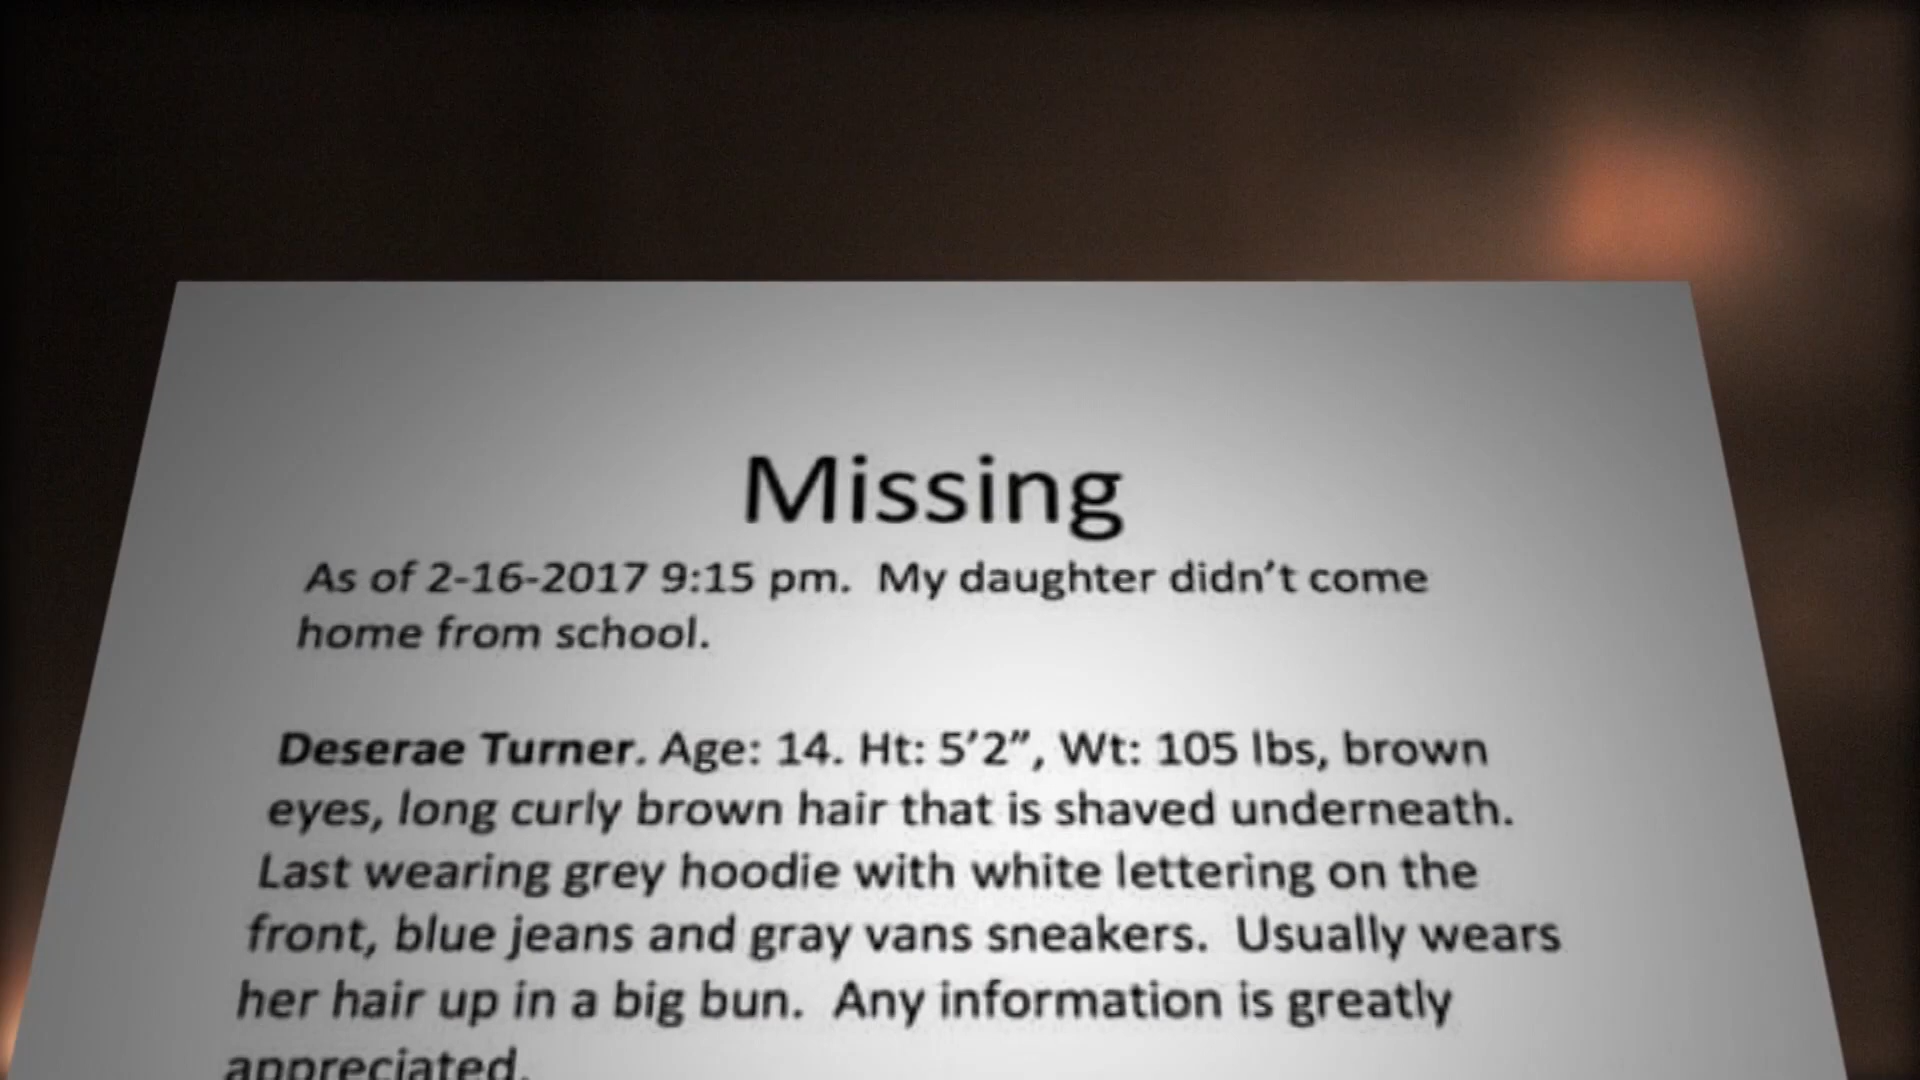 Missing
As of 2-16-2017 9:15 pm.  My daughter didn't come
home from school.
Deserae Turner. Age: 14. Ht: 5'2", Wt: 105 lbs, brown
eyes, long curly brown hair that is shaved underneath.
Last wearing grey hoodie with white lettering on the
front, blue jeans and gray vans sneakers.  Usually wears
her hair up in a big bun.  Any information is greatly
appreciated.